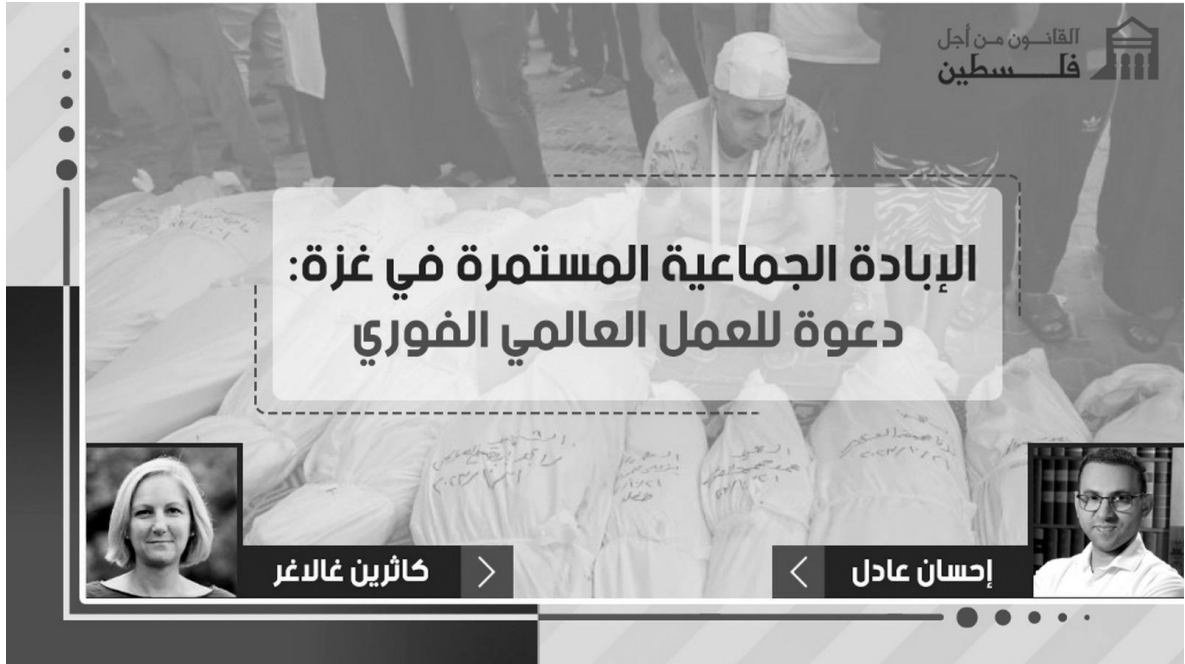 القانون من أجل
فلسطين
الإبادة الجماعية المستمرة في غزة:
دعوة للعمل العالمي الفوري
إحسان عادل
كاثرين غالاغر